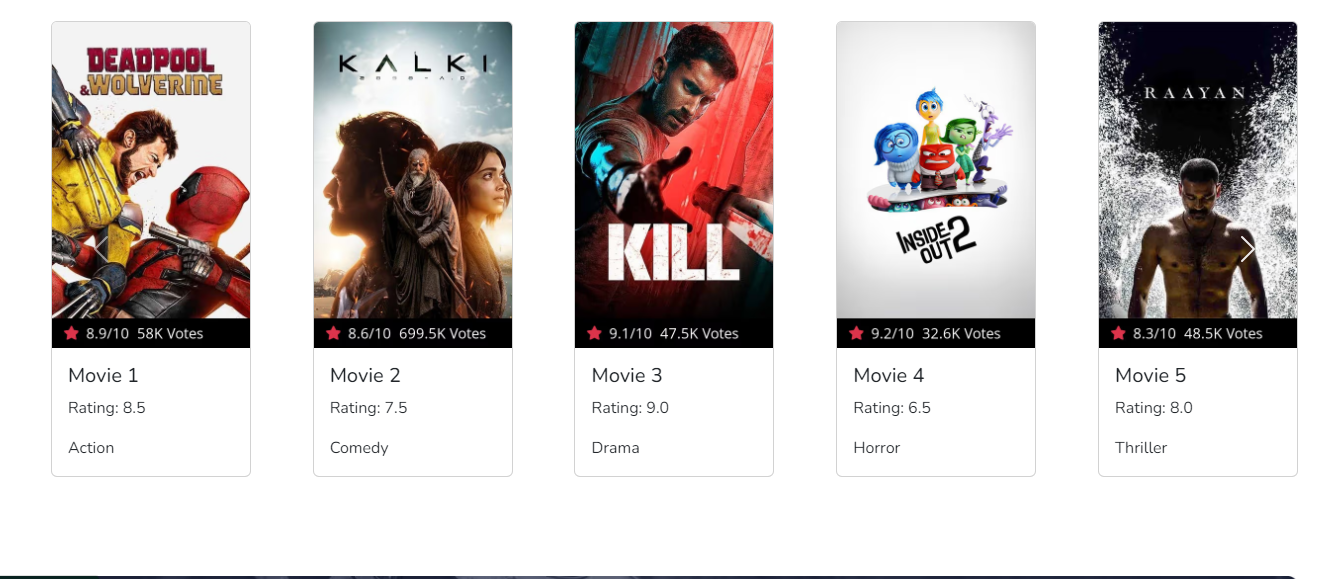 DEADPOOL
&WOLVERINE
8.9/10 58K Votes
Movie 1
Rating: 8.5
Action
KALKI
8.6/10 699.5K Votes
Movie 2
Rating: 7.5
Comedy
KILL
9.1/10 47.5K Votes
Movie 3
Rating: 9.0
Drama
INSIDE
OUT 2
9.2/10 32.6K Votes
Movie 4
Rating: 6.5
Horror
RAAYAN
8.3/10 48.5K Votes
Movie 5
Rating: 8.0
Thriller